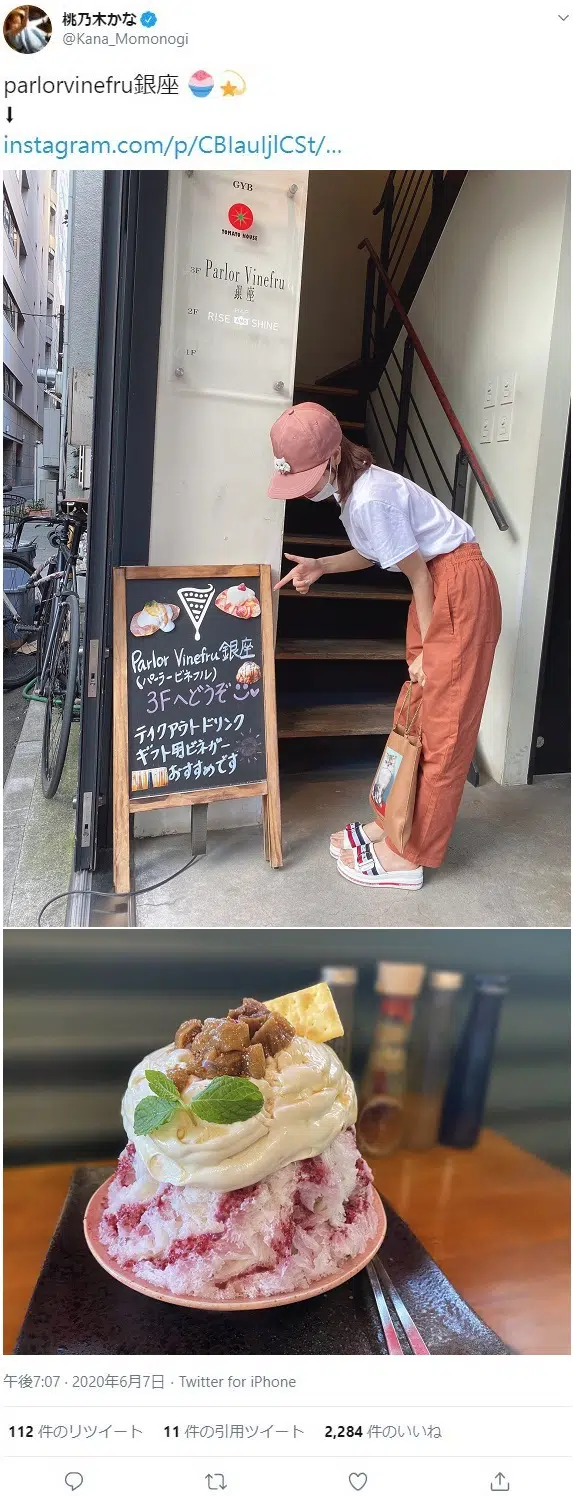 桃乃木かな
@Kana_Momonogi
parlorvinefru銀座 🍧💫
⬇
instagram.com/p/CBIauIjlCSt/...
GYB
TOMATO HOUSE
3F Parlor Vinefru
銀座
2F RISE AND SHINE
1F
Parlor Vinefru 銀座
(パーラービネフル)
3Fへどうぞ
テイクアウトドリンク
ギフト用ビネガー
おすすめです
午後7:07 · 2020年6月7日 · Twitter for iPhone
112 件のリツイート 11 件の引用ツイート 2,284 件のいいね